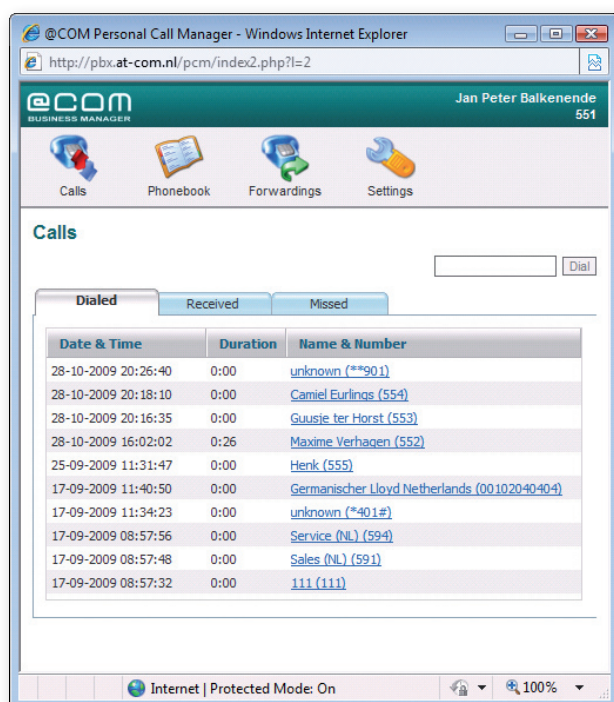 @COM Personal Call Manager - Windows Internet Explorer
http://pbx.at-com.nl/pcm/index2.php?l=2
@COM
BUSINESS MANAGER
Jan Peter Balkenende
551
Calls Phonebook Forwardings Settings
Calls
Dial
Dialed Received Missed
Date & Time Duration Name & Number
28-10-2009 20:26:40 0:00 unknown (**901)
28-10-2009 20:18:10 0:00 Camiel Eurlings (554)
28-10-2009 20:16:35 0:00 Guusje ter Horst (553)
28-10-2009 16:02:02 0:26 Maxime Verhagen (552)
25-09-2009 11:31:47 0:00 Henk (555)
17-09-2009 11:40:50 0:00 Germanischer Lloyd Netherlands (00102040404)
17-09-2009 11:34:23 0:00 unknown (*401#)
17-09-2009 08:57:56 0:00 Service (NL) (594)
17-09-2009 08:57:48 0:00 Sales (NL) (591)
17-09-2009 08:57:32 0:00 111 (111)
Internet | Protected Mode: On 100%